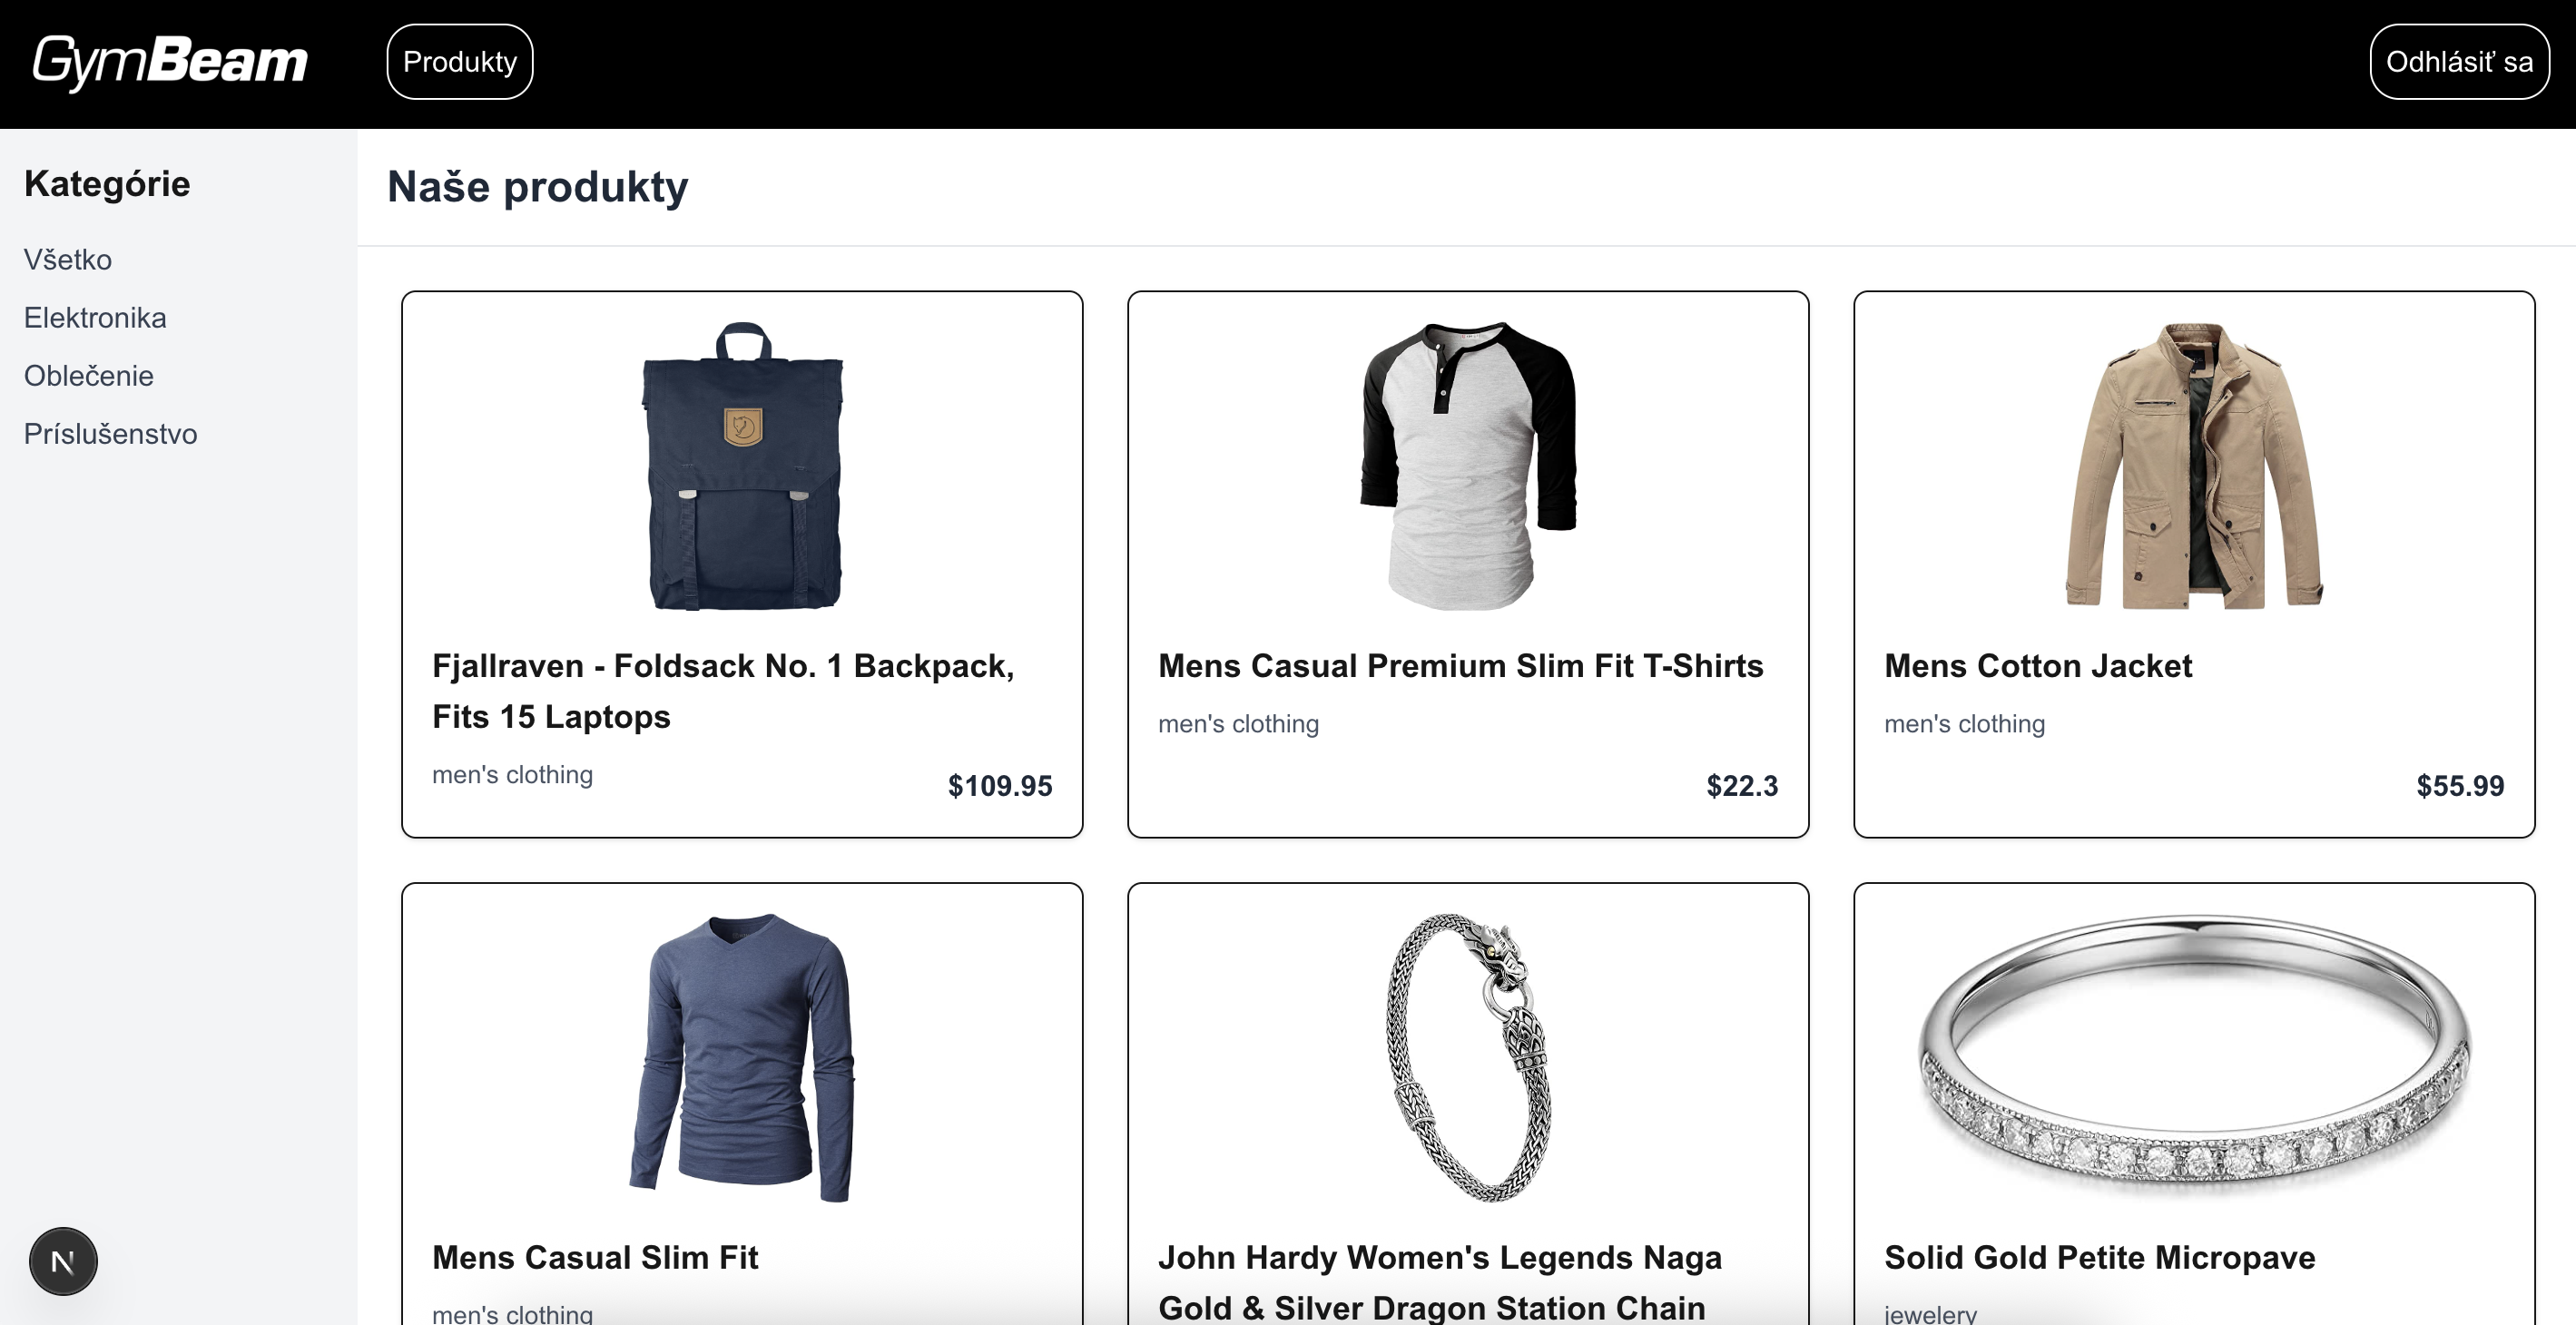 GymBeam
Produkty
Odhlásiť sa
Kategórie
Všetko
Elektronika
Oblečenie
Príslušenstvo
Naše produkty
Fjallraven - Foldsack No. 1 Backpack,
Fits 15 Laptops
men's clothing
$109.95
Mens Casual Premium Slim Fit T-Shirts
men's clothing
$22.3
Mens Cotton Jacket
men's clothing
$55.99
Mens Casual Slim Fit
men's clothing
John Hardy Women's Legends Naga
Gold & Silver Dragon Station Chain
Solid Gold Petite Micropave
jewelery
N